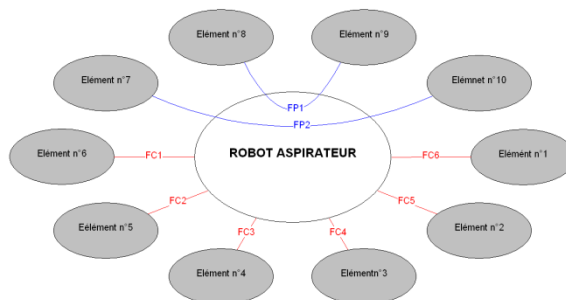 Elément n°8
Elément n°9
Elément n°7
Elémnet n°10
FP1
FP2
Elément n°6
FC1
ROBOT ASPIRATEUR
FC6
Elémént n°1
FC2
FC5
Eélément n°5
Elément n°2
FC3
FC4
Elément n°4
Elémentn°3